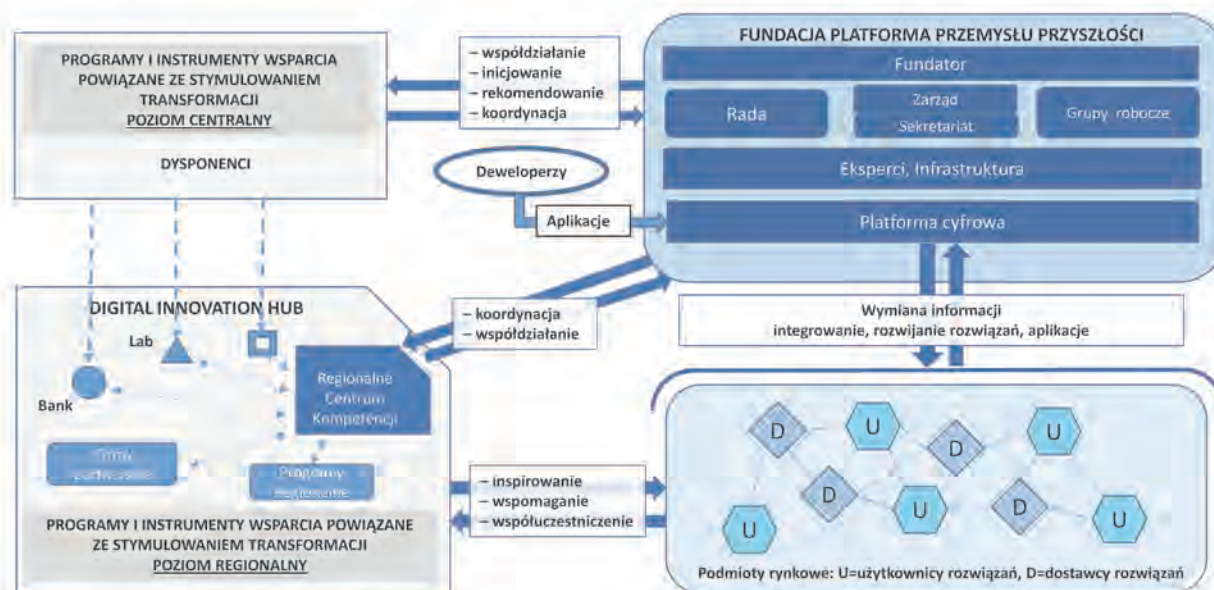 PROGRAMY I INSTRUMENTY WSPARCIA
POWIĄZANE ZE STYMULOWANIEM
TRANSFORMACJI
POZIOM CENTRALNY
DYSPONENCI
– współdziałanie
– inicjowanie
– rekomendowanie
– koordynacja
FUNDACJA PLATFORMA PRZEMYSŁU PRZYSZŁOŚCI
Fundator
Rada
Zarząd
Sekretariat
Grupy robocze
Eksperci, Infrastruktura
Platforma cyfrowa
Deweloperzy
Aplikacje
DIGITAL INNOVATION HUB
Lab
Bank
Regionalne
Centrum
Kompetencji
Programy
– koordynacja
– współdziałanie
Wymiana informacji
integrowanie, rozwijanie rozwiązań, aplikacje
PROGRAMY I INSTRUMENTY WSPARCIA POWIĄZANE
ZE STYMULOWANIEM TRANSFORMACJI
POZIOM REGIONALNY
– inspirowanie
– wspomaganie
– współuczestniczenie
D
U
D
U
D
U
D
U
U
Podmioty rynkowe: U=użytkownicy rozwiązań, D=dostawcy rozwiązań